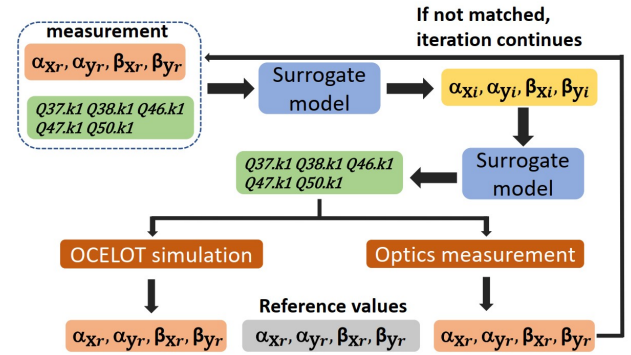 If not matched,
iteration continues
measurement
αxr, αyr, βxr, βyr
Q37.k1 Q38.k1 Q46.k1
Q47.k1 Q50.k1
Surrogate
model
αxi, αyi, βxi, βyi
Surrogate
model
Q37.k1 Q38.k1 Q46.k1
Q47.k1 Q50.k1
OCELOT simulation
Optics measurement
Reference values
αxr, αyr, βxr, βyr
αxr, αyr, βxr, βyr
αxr, αyr, βxr, βyr